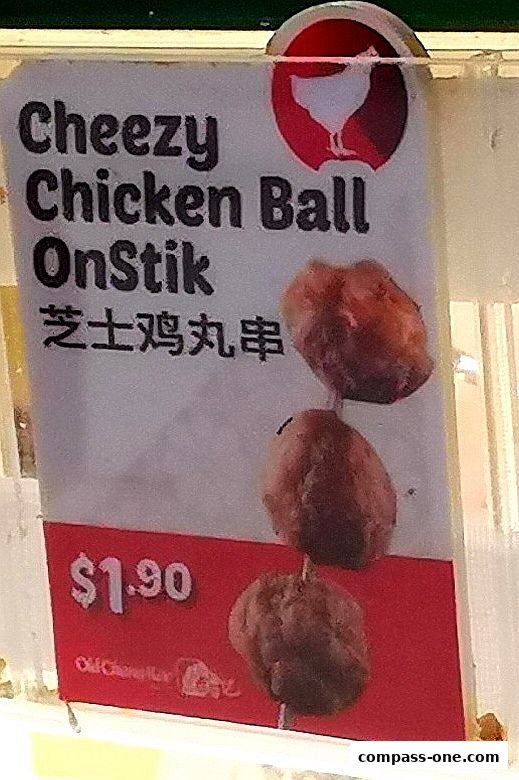 Cheezy
Chicken Ball
OnStik
芝士鸡丸串
$1.90
Old Chang Kee
compass-one.com